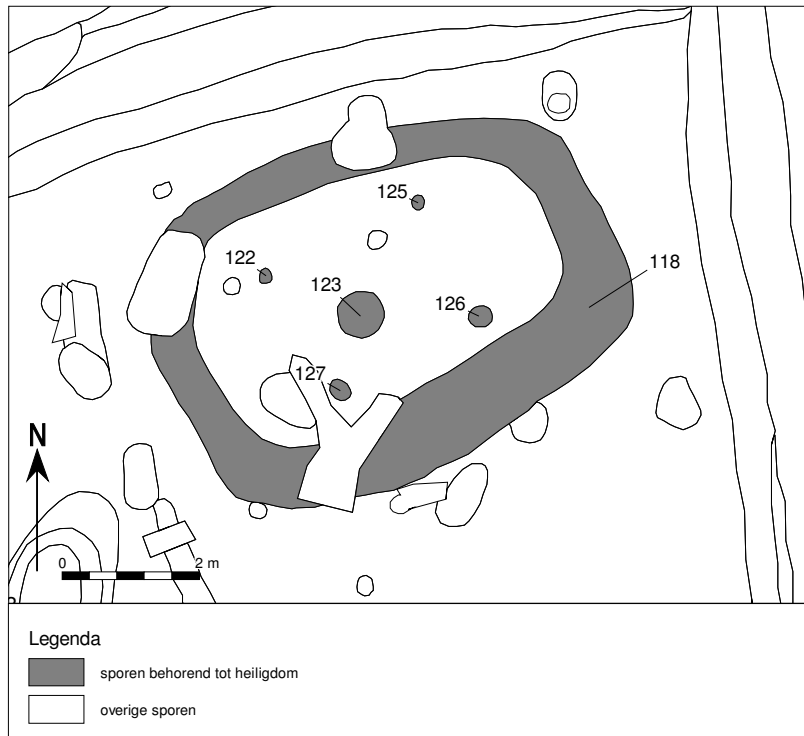 125
122
118
123
126
127
N
0 2 m
Legenda
sporen behorend tot heiligdom
overige sporen